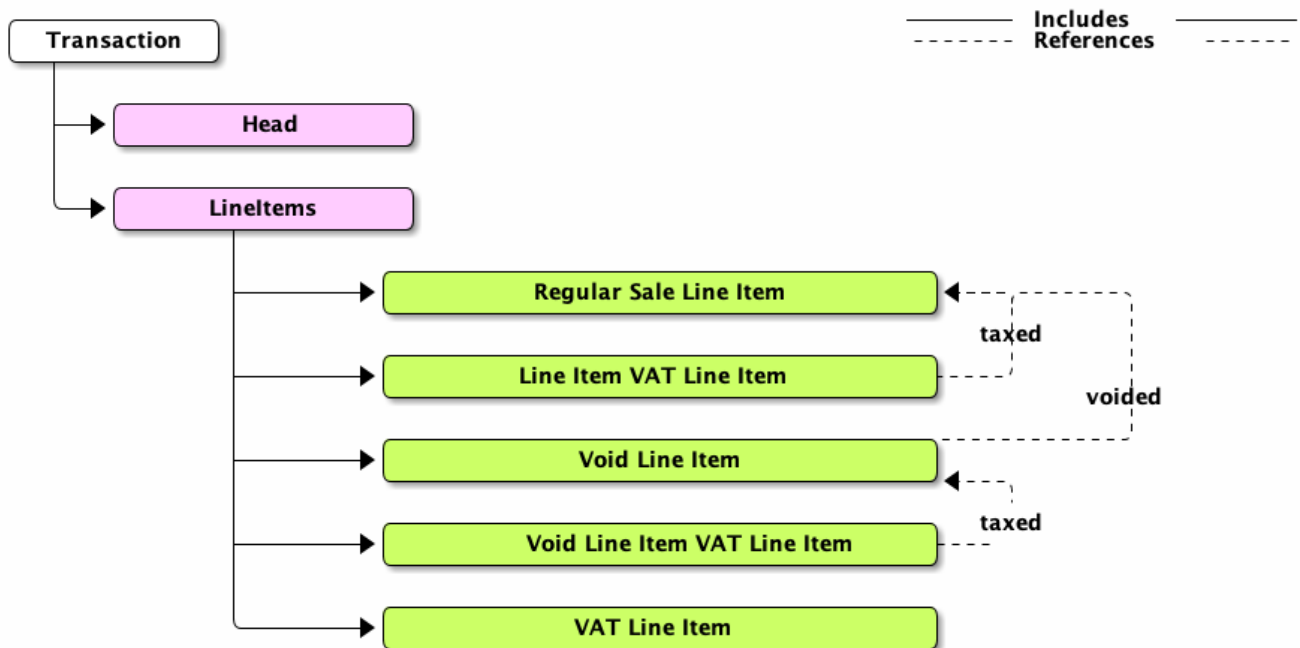 Includes
References
Transaction
Head
LineItems
Regular Sale Line Item
taxed
Line Item VAT Line Item
voided
Void Line Item
taxed
Void Line Item VAT Line Item
VAT Line Item